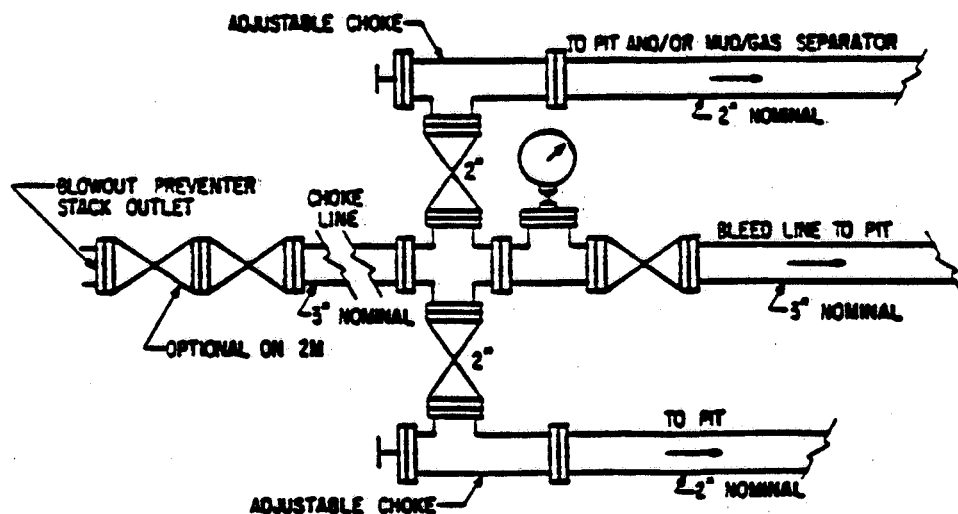 ADJUSTABLE CHOKE
TO PIT AND/OR MUD/GAS SEPARATOR
2" NOMINAL
2"
BLOWOUT PREVENTER
STACK OUTLET
CHOKE
LINE
BLEED LINE TO PIT
3" NOMINAL
3" NOMINAL
OPTIONAL ON 2M
2"
TO PIT
2" NOMINAL
ADJUSTABLE CHOKE